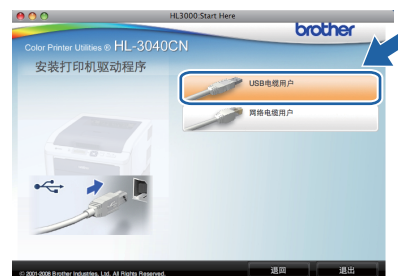 HL3000:Start Here
brother
Color Printer Utilities ® HL-3040CN
安装打印机驱动程序
USB电缆用户
网络电缆用户
© 2001-2008 Brother Industries, Ltd. All Rights Reserved.
退回
退出